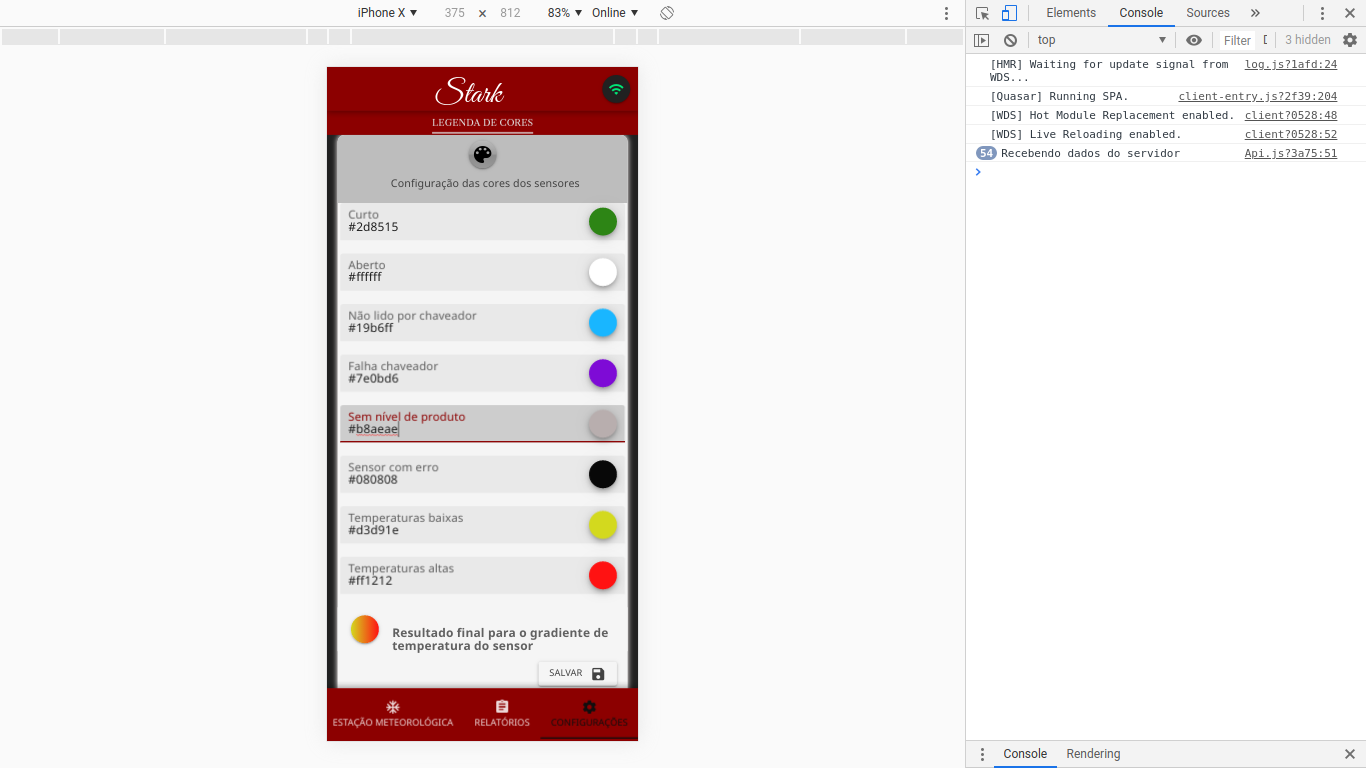 iPhone X ▼ 375 × 812 83% ▼ Online ▼
Elements Console Sources »
top ▼ Filter 3 hidden
[HMR] Waiting for update signal from log.js?1afd:24
WDS...
[Quasar] Running SPA. client-entry.js?2f39:204
[WDS] Hot Module Replacement enabled. client?0528:48
[WDS] Live Reloading enabled. client?0528:52
54 Recebendo dados do servidor Api.js?3a75:51
Stark
LEGENDA DE CORES
Configuração das cores dos sensores
Curto
#2d8515
Aberto
#ffffff
Não lido por chaveador
#19b6ff
Falha chaveador
#7e0bd6
Sem nível de produto
#b8aeae
Sensor com erro
#080808
Temperaturas baixas
#d3d91e
Temperaturas altas
#ff1212
Resultado final para o gradiente de
temperatura do sensor
SALVAR
ESTAÇÃO METEOROLÓGICA RELATÓRIOS CONFIGURAÇÕES
Console Rendering